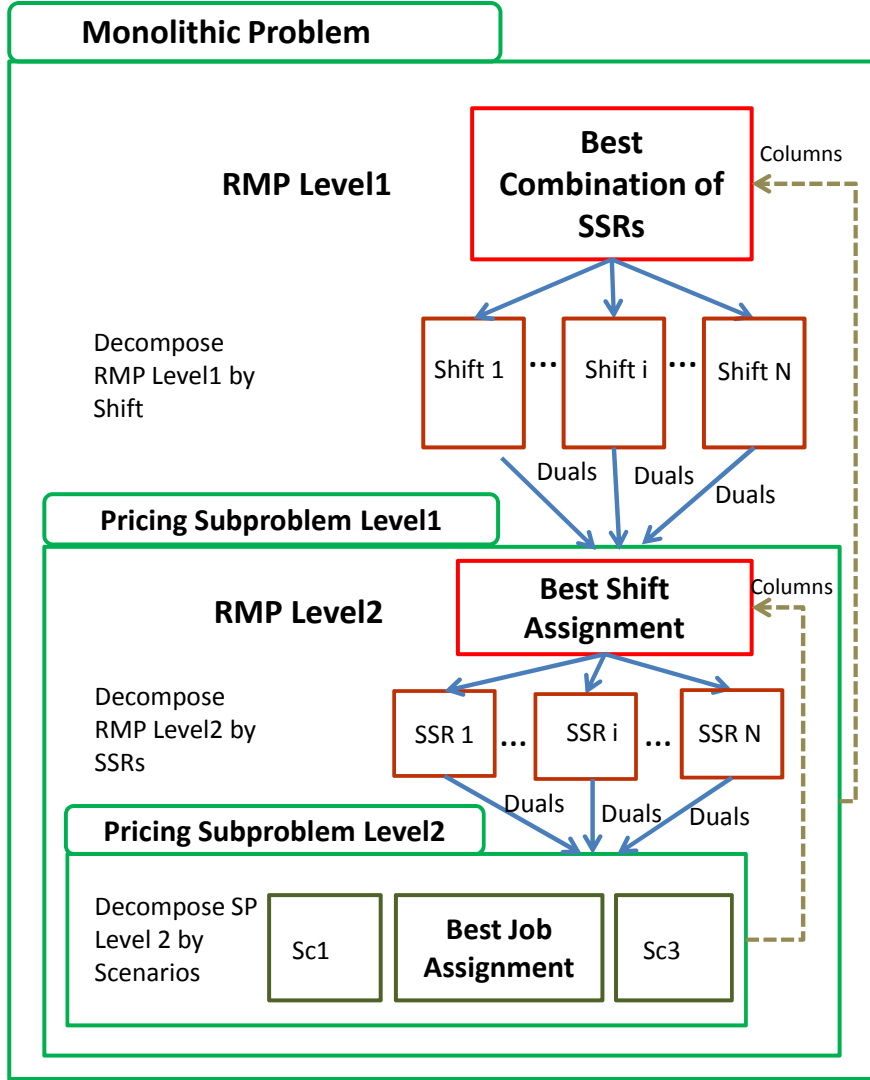 Monolithic Problem
Best
Combination of
SSRs
Columns
RMP Level1
Decompose
RMP Level1 by
Shift
Shift 1
...
Shift i
...
Shift N
Duals
Duals
Duals
Pricing Subproblem Level1
RMP Level2
Best Shift
Assignment
Columns
Decompose
RMP Level2 by
SSRs
SSR 1
...
SSR i
...
SSR N
Duals
Duals
Duals
Pricing Subproblem Level2
Decompose SP
Level 2 by
Scenarios
Sc1
Best Job
Assignment
Sc3